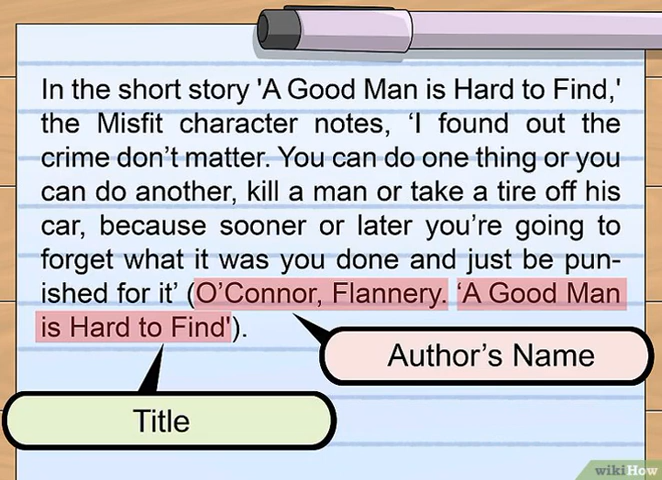 In the short story 'A Good Man is Hard to Find,'
the Misfit character notes, ‘I found out the
crime don’t matter. You can do one thing or you
can do another, kill a man or take a tire off his
car, because sooner or later you’re going to
forget what it was you done and just be pun-
ished for it’ (O’Connor, Flannery. ‘A Good Man
is Hard to Find').
Author’s Name
Title
wikiHow